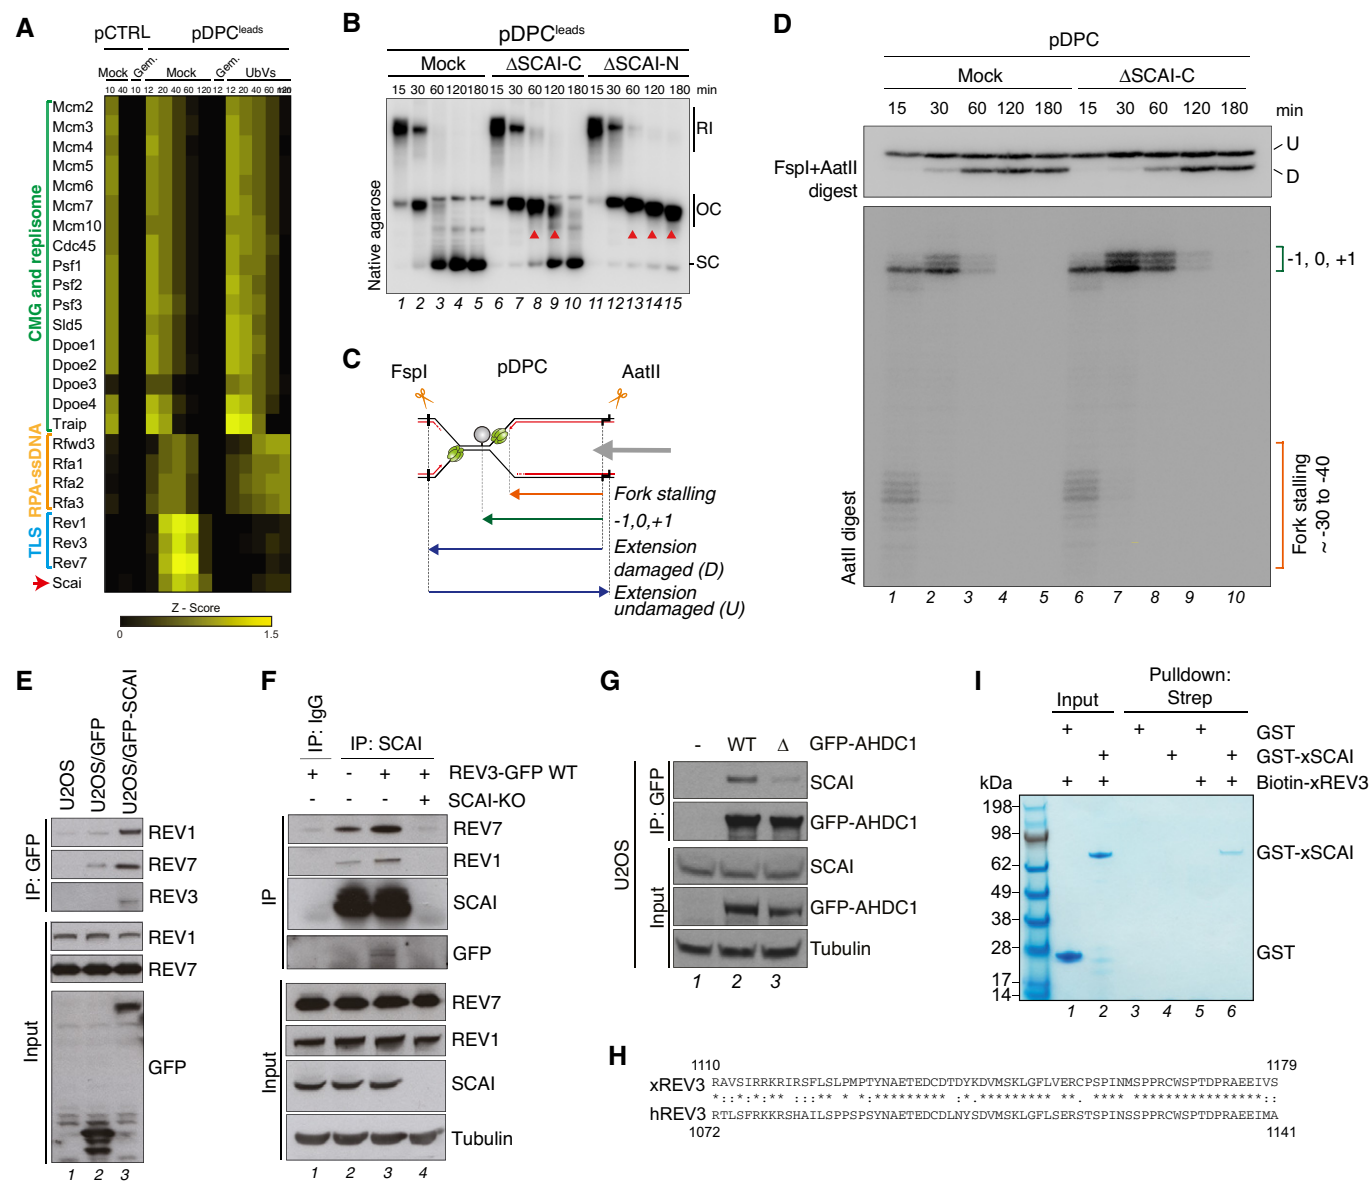 A
pCTRL pDPCleads
Mock Gem. Mock Gem. UbVs
10 40 10 12 20 40 60 120 12 12 20 40 60 120
Mcm2
Mcm3
Mcm4
Mcm5
Mcm6
Mcm7
Mcm10
Cdc45
Psf1
Psf2
Psf3
Sld5
Dpoe1
Dpoe2
Dpoe3
Dpoe4
Traip
Rfwd3
Rfa1
Rfa2
Rfa3
Rev1
Rev3
Rev7
Scai
CMG and replisome
RPA-ssDNA
TLS
Z - Score
0 1.5
B
pDPCleads
Mock ΔSCAI-C ΔSCAI-N
15 30 60 120 180 15 30 60 120 180 15 30 60 120 180 min
RI
OC
SC
Native agarose
1 2 3 4 5 6 7 8 9 10 11 12 13 14 15
C
FspI pDPC AatII
Fork stalling
-1,0,+1
Extension
damaged (D)
Extension
undamaged (U)
D
pDPC
Mock ΔSCAI-C
15 30 60 120 180 15 30 60 120 180 min
FspI+AatII
digest
U
D
-1, 0, +1
Fork stalling
~ -30 to -40
AatII digest
1 2 3 4 5 6 7 8 9 10
E
U2OS
U2OS/GFP
U2OS/GFP-SCAI
IP: GFP
REV1
REV7
REV3
Input
REV1
REV7
GFP
1 2 3
F
IP: IgG
IP: SCAI
+ - + + REV3-GFP WT
- - - + SCAI-KO
IP
REV7
REV1
SCAI
GFP
Input
REV7
REV1
SCAI
Tubulin
1 2 3 4
G
- WT Δ GFP-AHDC1
U2OS
IP: GFP
SCAI
GFP-AHDC1
Input
SCAI
GFP-AHDC1
Tubulin
1 2 3
I
Pulldown:
Input Strep
+ + + GST
+ + + GST-xSCAI
kDa + + + + Biotin-xREV3
198
98
62
49
38
28
17
14
GST-xSCAI
GST
1 2 3 4 5 6
H
1110 1179
xREV3 RAVSIRRKRIRSFLSLPMPTYNAETEDCDTDYKDVMSKLGFLVERCPSPINMSPPRCWSPTDPRAEEIVS
hREV3 RTLSFRKKRSHAILSPPSPSYNAETEDCDLNYSDVMSKLGFLSERSTSPINSSPPRCWSPTDPRAEEIMA
1072 1141